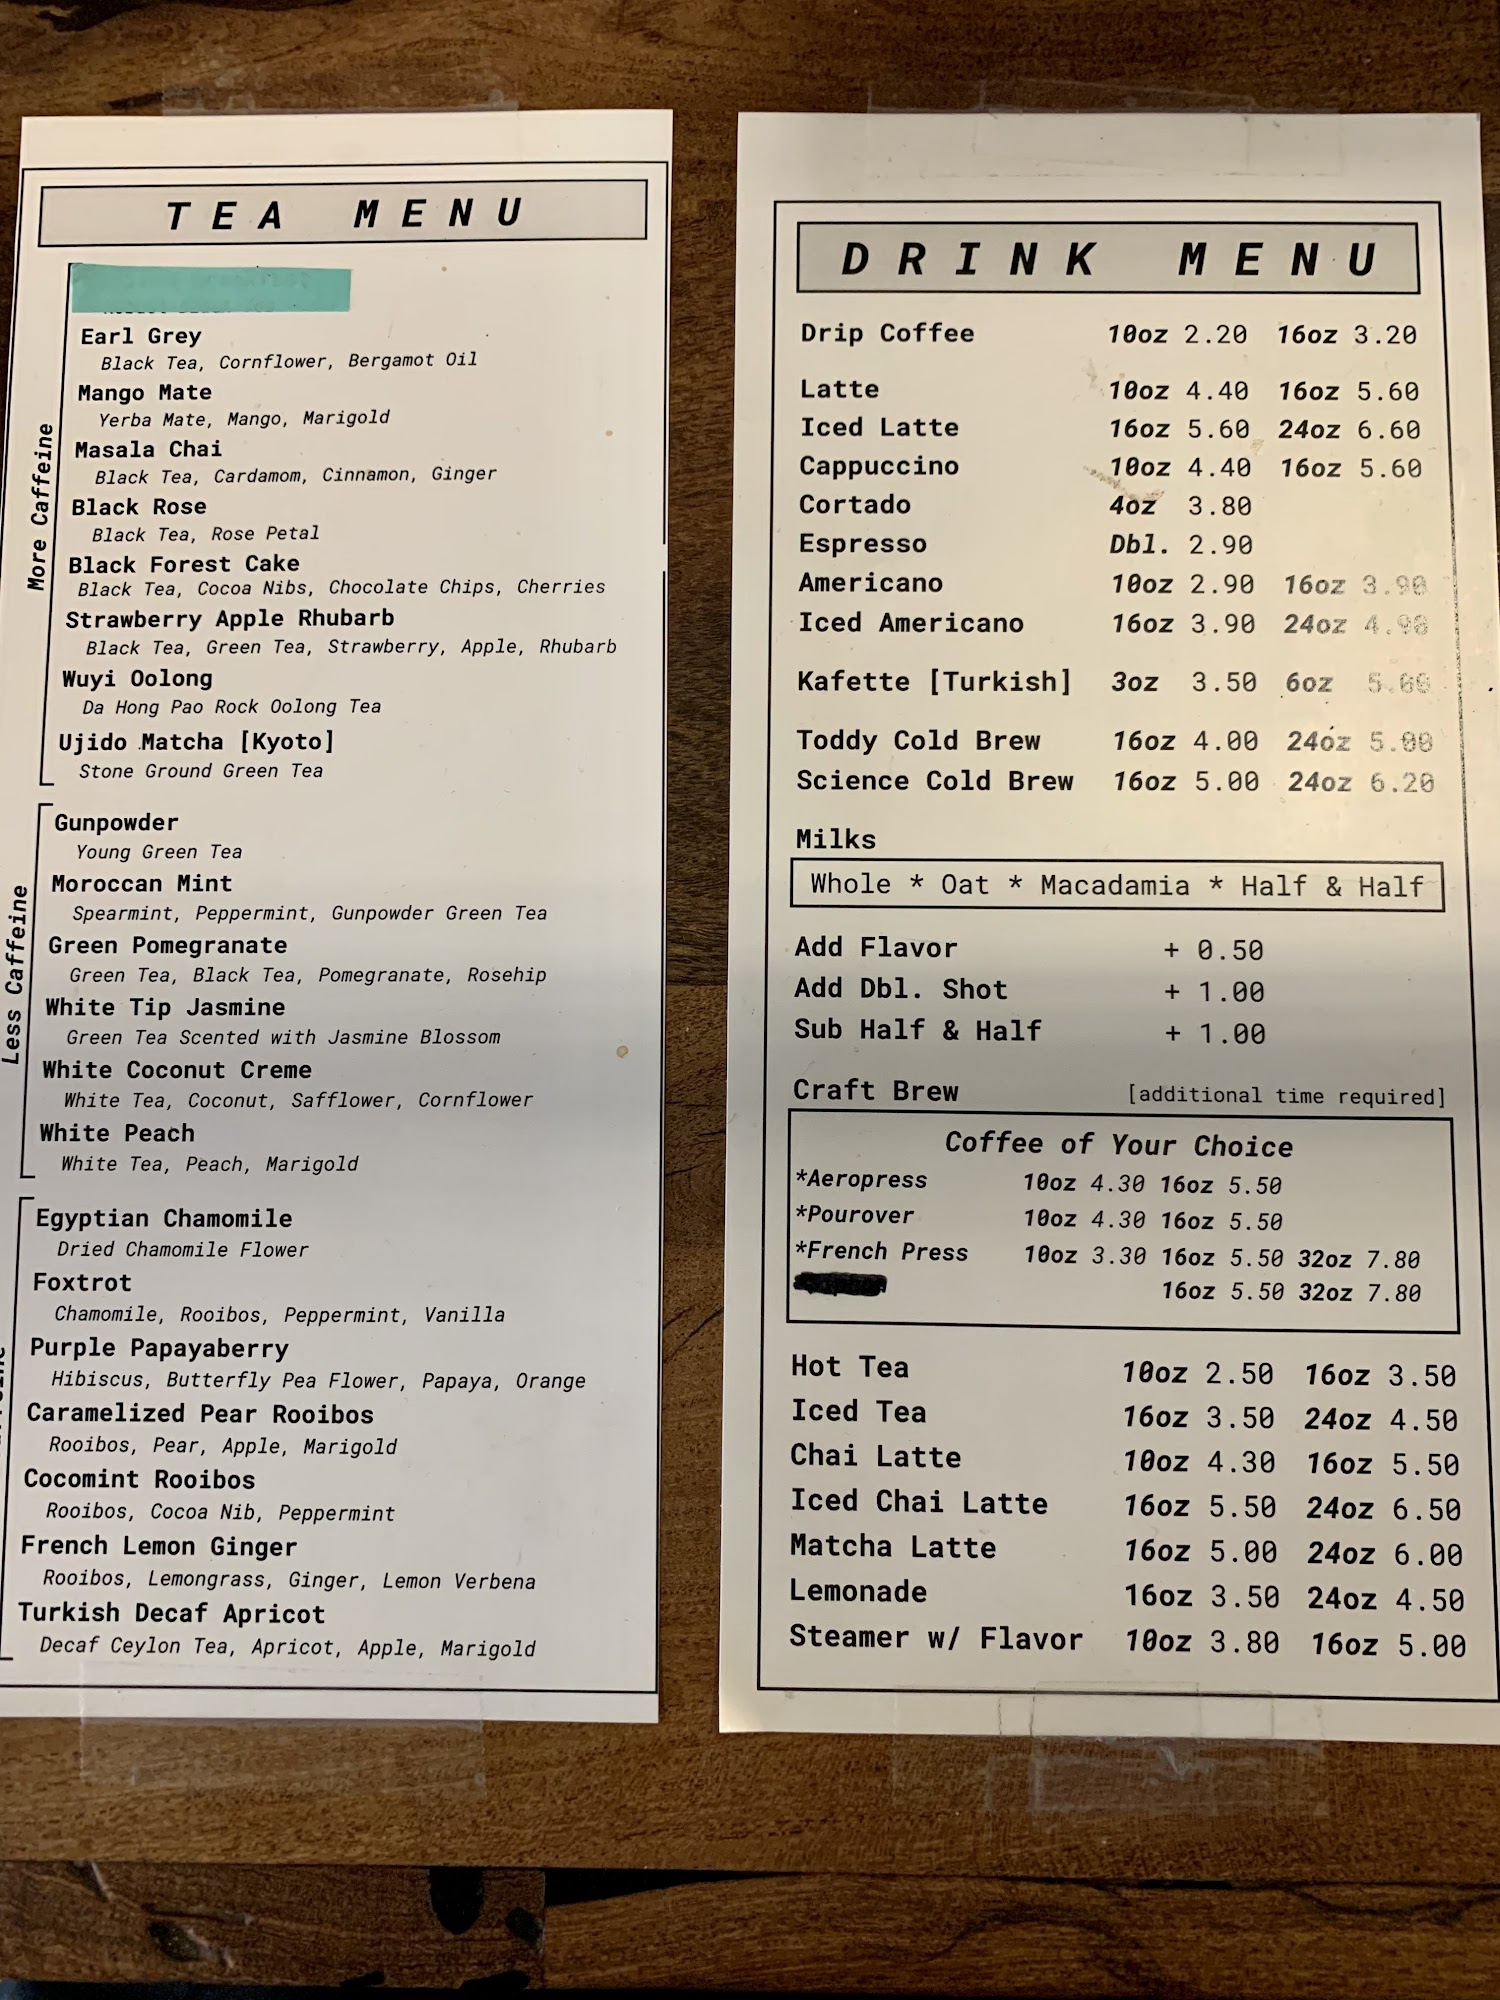 TEA MENU
More Caffeine
Earl Grey
Black Tea, Cornflower, Bergamot Oil
Mango Mate
Yerba Mate, Mango, Marigold
Masala Chai
Black Tea, Cardamom, Cinnamon, Ginger
Black Rose
Black Tea, Rose Petal
Black Forest Cake
Black Tea, Cocoa Nibs, Chocolate Chips, Cherries
Strawberry Apple Rhubarb
Black Tea, Green Tea, Strawberry, Apple, Rhubarb
Wuyi Oolong
Da Hong Pao Rock Oolong Tea
Ujido Matcha [Kyoto]
Stone Ground Green Tea
Less Caffeine
Gunpowder
Young Green Tea
Moroccan Mint
Spearmint, Peppermint, Gunpowder Green Tea
Green Pomegranate
Green Tea, Black Tea, Pomegranate, Rosehip
White Tip Jasmine
Green Tea Scented with Jasmine Blossom
White Coconut Creme
White Tea, Coconut, Safflower, Cornflower
White Peach
White Tea, Peach, Marigold
Egyptian Chamomile
Dried Chamomile Flower
Foxtrot
Chamomile, Rooibos, Peppermint, Vanilla
Purple Papayaberry
Hibiscus, Butterfly Pea Flower, Papaya, Orange
Caramelized Pear Rooibos
Rooibos, Pear, Apple, Marigold
Cocomint Rooibos
Rooibos, Cocoa Nib, Peppermint
French Lemon Ginger
Rooibos, Lemongrass, Ginger, Lemon Verbena
Turkish Decaf Apricot
Decaf Ceylon Tea, Apricot, Apple, Marigold
DRINK MENU
Drip Coffee 10oz 2.20 16oz 3.20
Latte 10oz 4.40 16oz 5.60
Iced Latte 16oz 5.60 24oz 6.60
Cappuccino 10oz 4.40 16oz 5.60
Cortado 4oz 3.80
Espresso Dbl. 2.90
Americano 10oz 2.90 16oz 3.90
Iced Americano 16oz 3.90 24oz 4.90
Kafette [Turkish] 3oz 3.50 6oz
Toddy Cold Brew 16oz 4.00 24oz 5.00
Science Cold Brew 16oz 5.00 24oz 6.20
Milks
Whole * Oat * Macadamia * Half & Half
Add Flavor + 0.50
Add Dbl. Shot + 1.00
Sub Half & Half + 1.00
Craft Brew [additional time required]
Coffee of Your Choice
*Aeropress 10oz 4.30 16oz 5.50
*Pourover 10oz 4.30 16oz 5.50
*French Press 10oz 3.30 16oz 5.50 32oz 7.80
16oz 5.50 32oz 7.80
Hot Tea 10oz 2.50 16oz 3.50
Iced Tea 16oz 3.50 24oz 4.50
Chai Latte 10oz 4.30 16oz 5.50
Iced Chai Latte 16oz 5.50 24oz 6.50
Matcha Latte 16oz 5.00 24oz 6.00
Lemonade 16oz 3.50 24oz 4.50
Steamer w/ Flavor 10oz 3.80 16oz 5.00